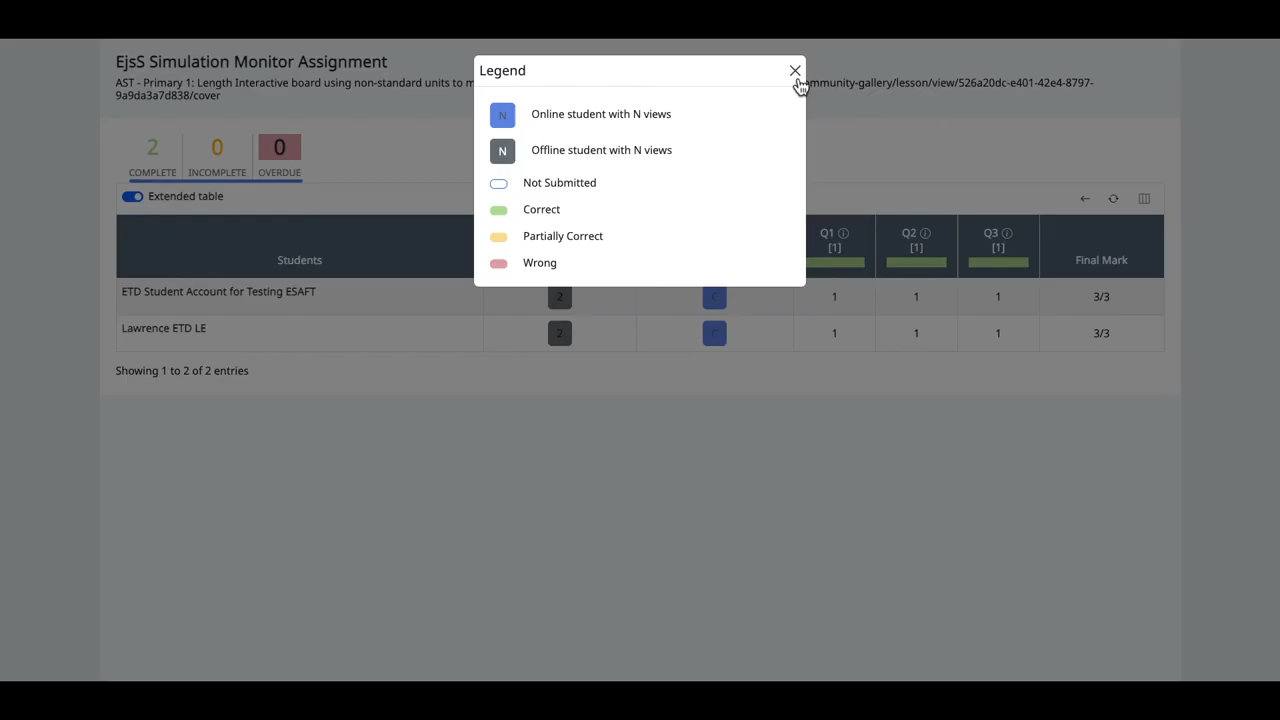 EjsS Simulation Monitor Assignment
AST - Primary 1: Length Interactive board using non-standard units to m
mmunity-gallery/lesson/view/526a20dc-e401-42e4-8797-
9a9da3a7d838/cover
Legend
N Online student with N views
N Offline student with N views
Not Submitted
Correct
Partially Correct
Wrong
2 0 0
COMPLETE INCOMPLETE OVERDUE
Extended table
Q1 Q2 Q3
[1] [1] [1]
Students Final Mark
ETD Student Account for Testing ESAFT 2 C 1 1 1 3/3
Lawrence ETD LE 2 C 1 1 1 3/3
Showing 1 to 2 of 2 entries